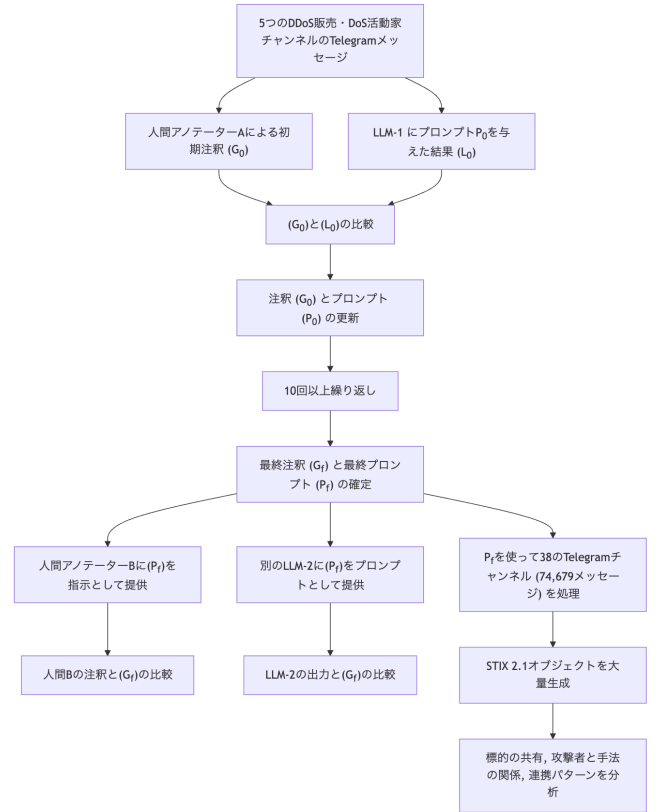 5つのDDoS販売・DoS活動家
チャンネルのTelegramメッ
セージ
人間アノテーターAによる初
期注釈 (G₀)
LLM-1 にプロンプトP₀を与
えた結果 (L₀)
(G₀)と(L₀)の比較
注釈 (G₀) とプロンプト
(P₀) の更新
10回以上繰り返し
最終注釈 (G_f) と最終プロン
プト (P_f) の確定
人間アノテーターBに(P_f)を
指示として提供
別のLLM-2に(P_f)をプロンプ
トとして提供
P_fを使って38のTelegramチ
ャンネル (74,679メッセー
ジ) を処理
人間Bの注釈と(G_f)の比較
LLM-2の出力と(G_f)の比較
STIX 2.1オブジェクトを大
量生成
標的の共有, 攻撃者と手法
の関係, 連携パターンを分
析